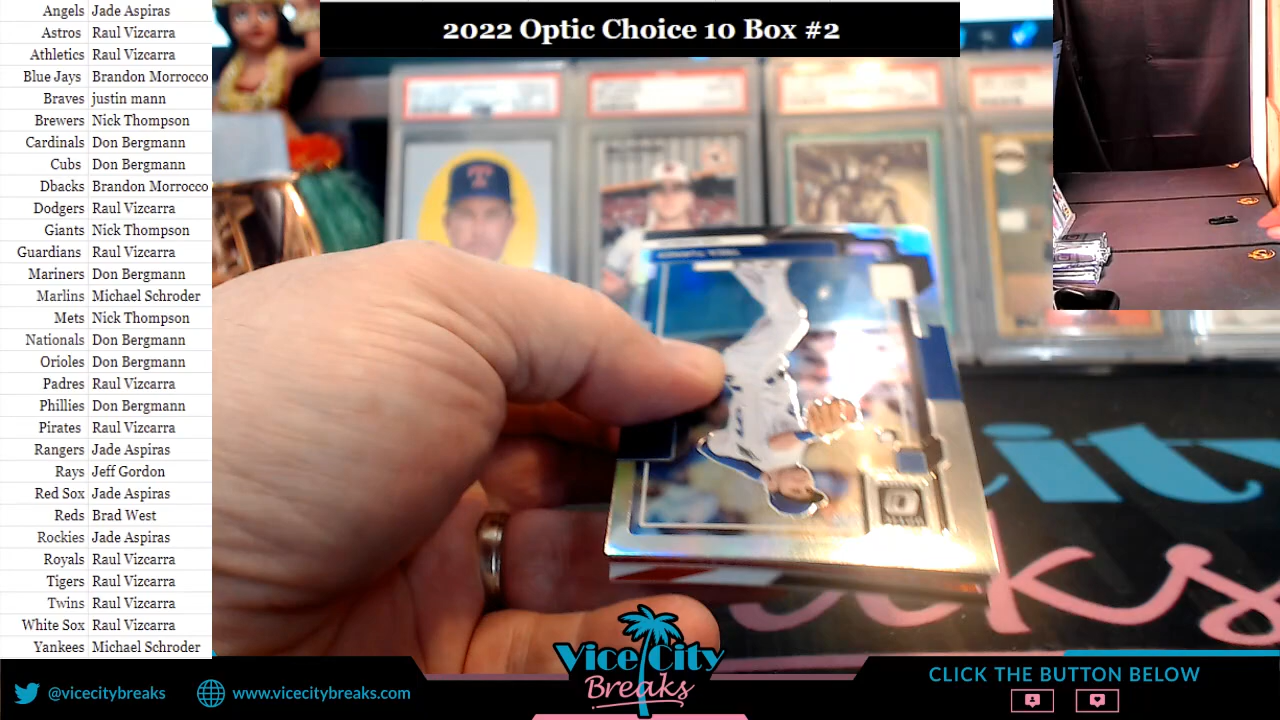 2022 Optic Choice 10 Box #2
Angels Jade Aspiras
Astros Raul Vizcarra
Athletics Raul Vizcarra
Blue Jays Brandon Morrocco
Braves justin mann
Brewers Nick Thompson
Cardinals Don Bergmann
Cubs Don Bergmann
Dbacks Brandon Morrocco
Dodgers Raul Vizcarra
Giants Nick Thompson
Guardians Raul Vizcarra
Mariners Don Bergmann
Marlins Michael Schroder
Mets Nick Thompson
Nationals Don Bergmann
Orioles Don Bergmann
Padres Raul Vizcarra
Phillies Don Bergmann
Pirates Raul Vizcarra
Rangers Jade Aspiras
Rays Jeff Gordon
Red Sox Jade Aspiras
Reds Brad West
Rockies Jade Aspiras
Royals Raul Vizcarra
Tigers Raul Vizcarra
Twins Raul Vizcarra
White Sox Raul Vizcarra
Yankees Michael Schroder
@vicecitybreaks
www.vicecitybreaks.com
Vice City
Breaks
CLICK THE BUTTON BELOW